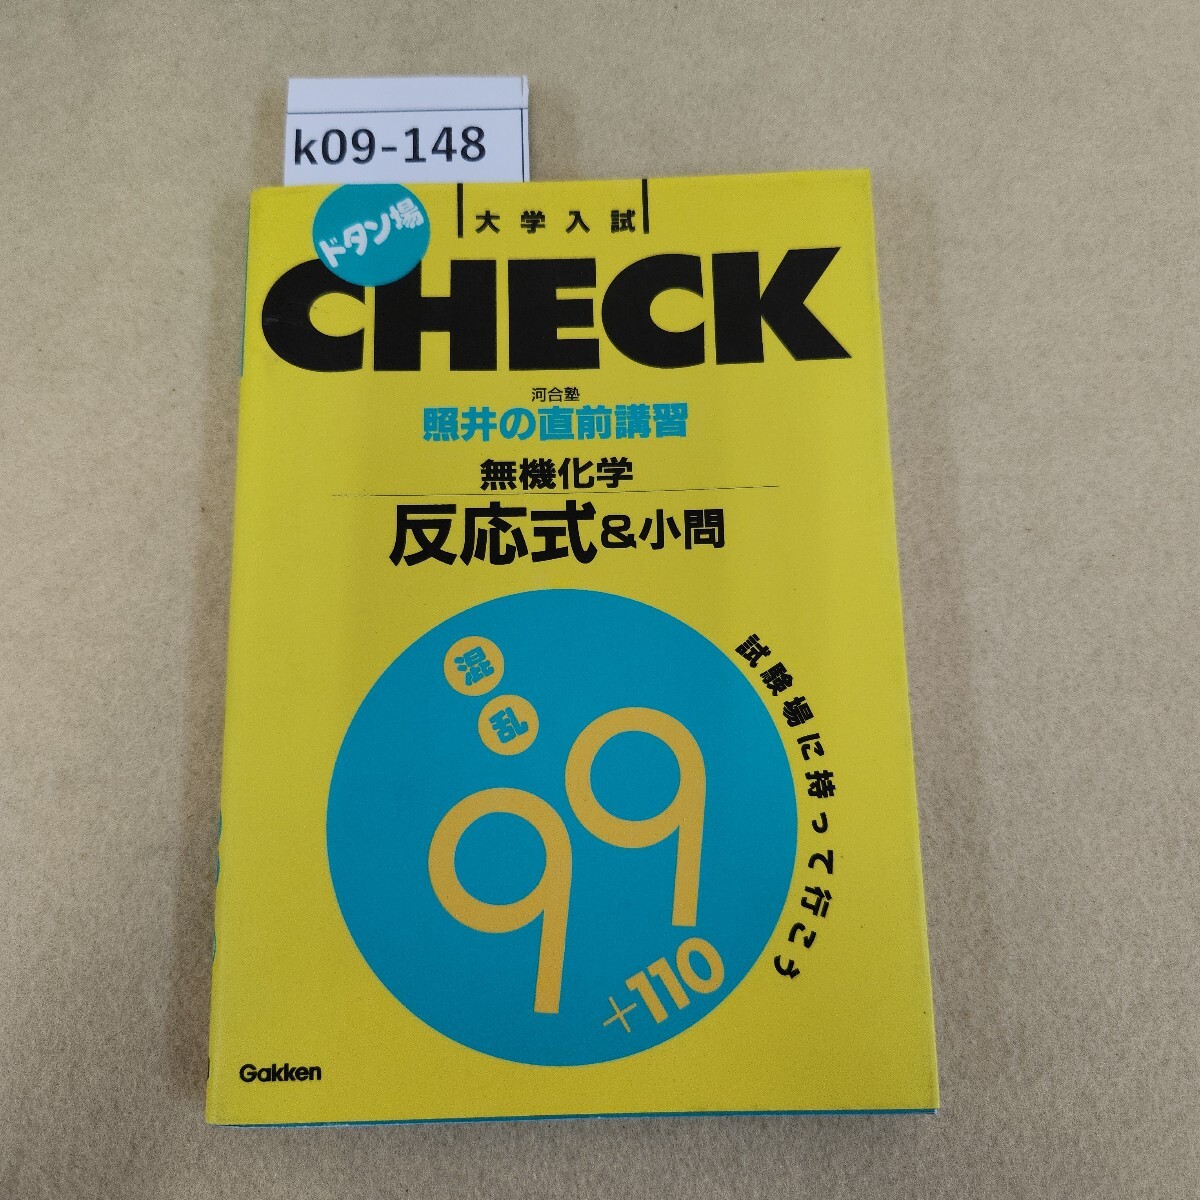 k09-148
ドタン場
大学入試
CHECK
河合塾
照井の直前講習
無機化学
反応式&小問
99
+110
試験場に持って行こう
Gakken